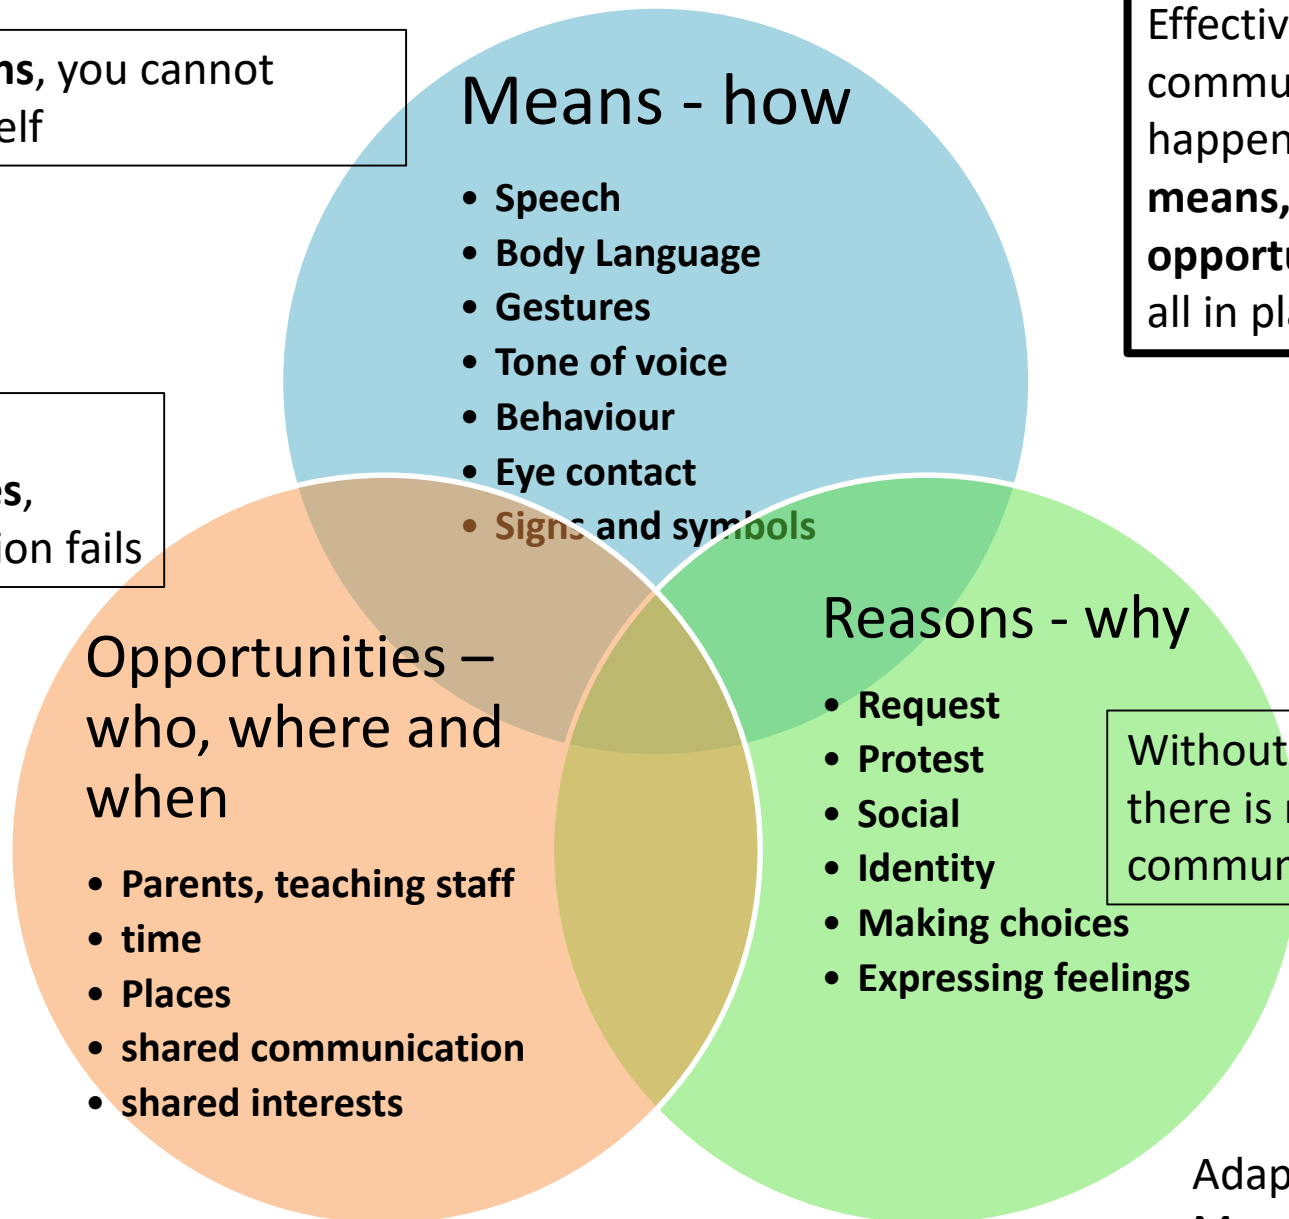 ns, you cannot
elf
Means - how
• Speech
• Body Language
• Gestures
• Tone of voice
• Behaviour
• Eye contact
• Signs and symbols
Effectiv
commu
happen
means,
opportu
all in pla
s,
ion fails
Opportunities –
who, where and
when
• Parents, teaching staff
• time
• Places
• shared communication
• shared interests
Reasons - why
• Request
• Protest
• Social
• Identity
• Making choices
• Expressing feelings
Without
there is
commun
Adap